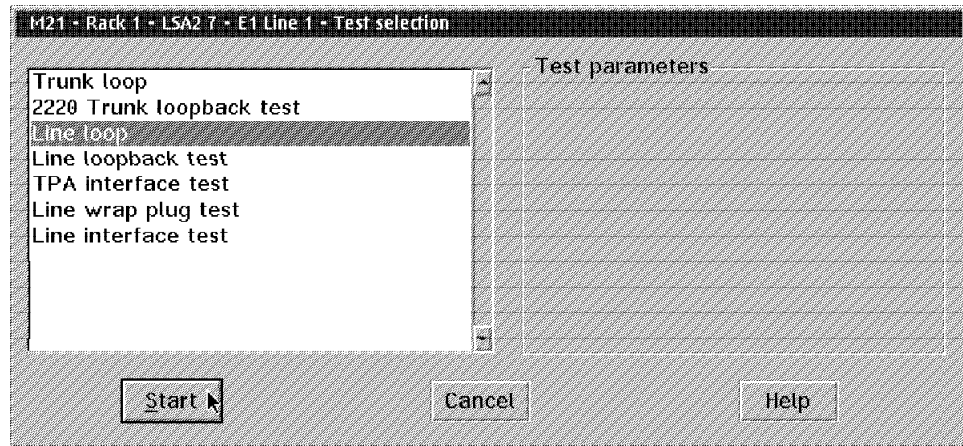 M21 - Rack 1 - LSA2 7 - E1 Line 1 - Test selection
Test parameters
Trunk loop
2220 Trunk loopback test
Line loop
Line loopback test
TPA interface test
Line wrap plug test
Line interface test
Start
Cancel
Help